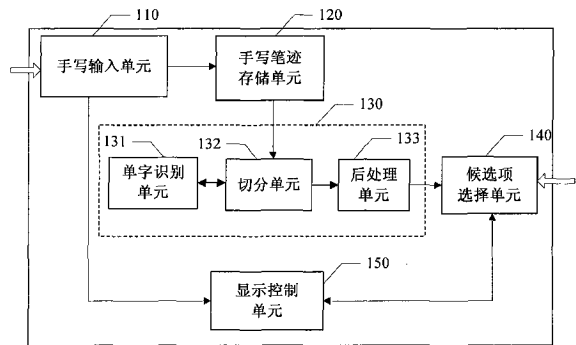 110
120
手写输入单元
手写笔迹
存储单元
130
131
132
133
140
单字识别
单元
切分单元
后处理
单元
候选项
选择单元
150
显示控制
单元